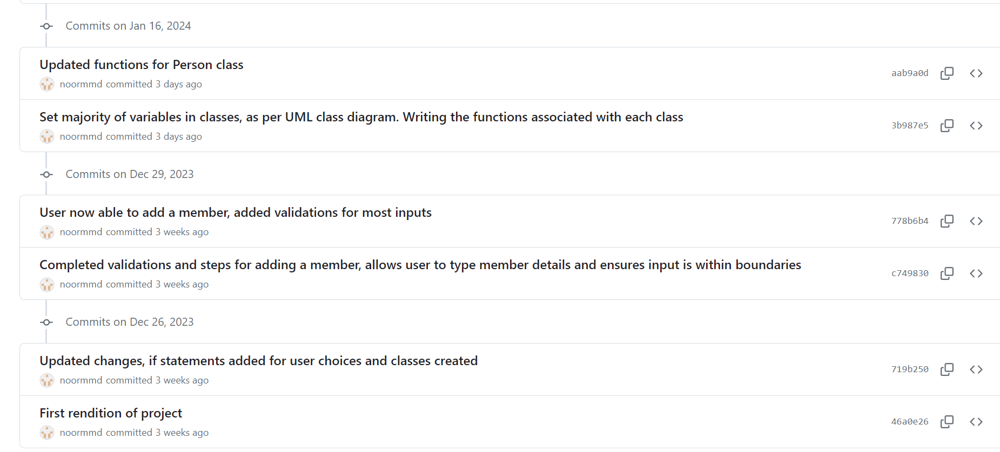 Commits on Jan 16, 2024
Updated functions for Person class
aab9a0d
noormmd committed 3 days ago
Set majority of variables in classes, as per UML class diagram. Writing the functions associated with each class
3b987e5
noormmd committed 3 days ago
Commits on Dec 29, 2023
User now able to add a member, added validations for most inputs
778b6b4
noormmd committed 3 weeks ago
Completed validations and steps for adding a member, allows user to type member details and ensures input is within boundaries
c749830
noormmd committed 3 weeks ago
Commits on Dec 26, 2023
Updated changes, if statements added for user choices and classes created
719b250
noormmd committed 3 weeks ago
First rendition of project
46a0e26
noormmd committed 3 weeks ago